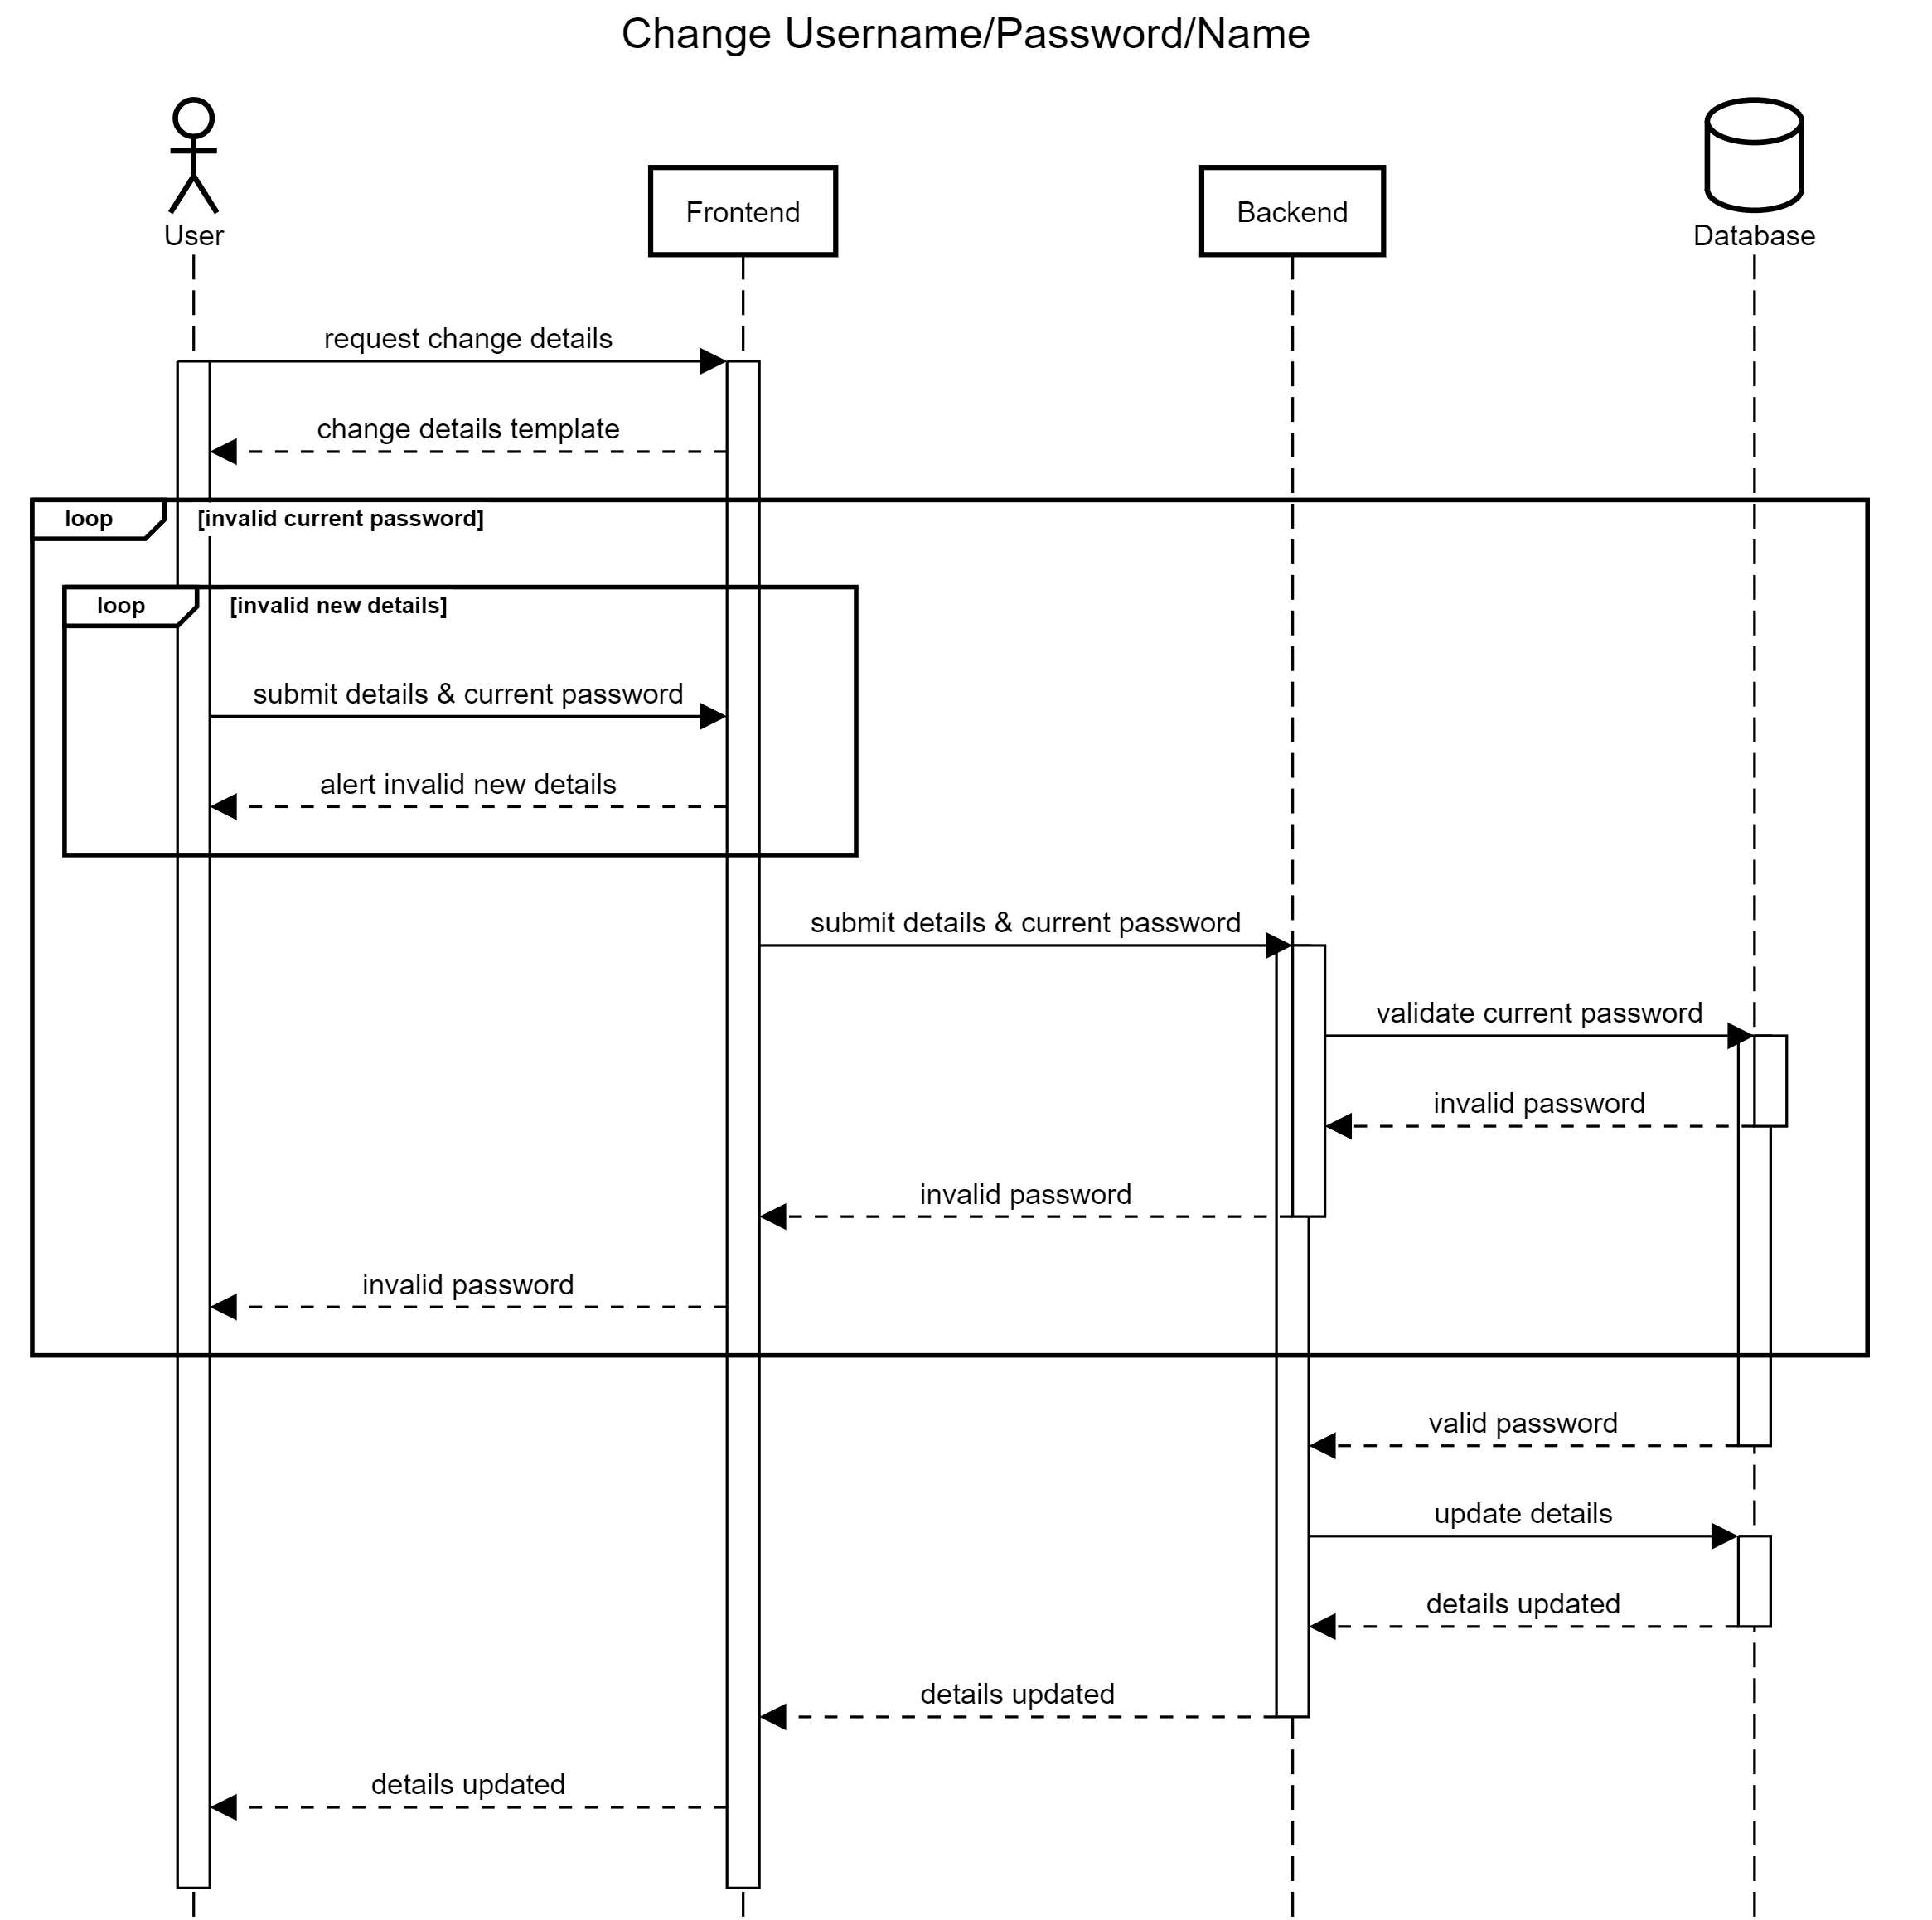 Change Username/Password/Name
User
Frontend
Backend
Database
request change details
change details template
loop
[invalid current password]
loop
[invalid new details]
submit details & current password
alert invalid new details
submit details & current password
validate current password
invalid password
invalid password
invalid password
valid password
update details
details updated
details updated
details updated